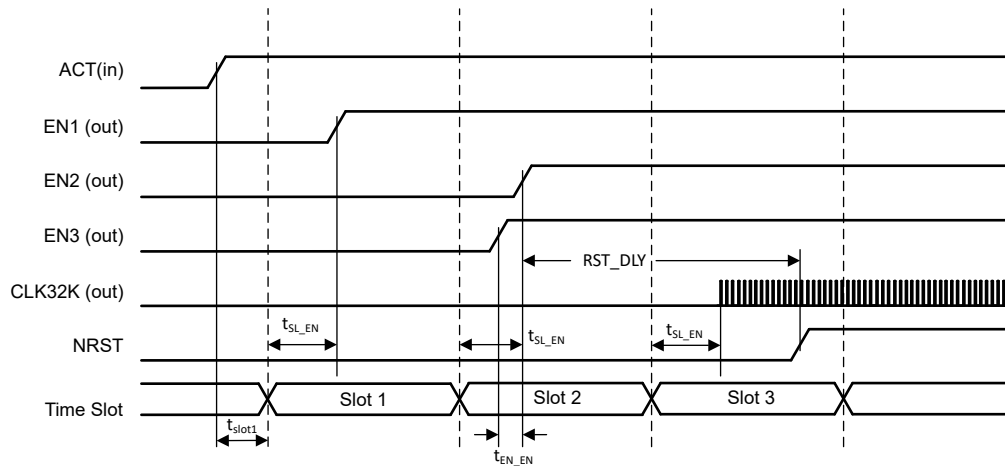 ACT(in)
EN1 (out)
EN2 (out)
EN3 (out)
RST_DLY
CLK32K (out)
tSL_EN
tSL_EN
tSL_EN
NRST
Time Slot
Slot 1
Slot 2
Slot 3
tslot1
tEN_EN